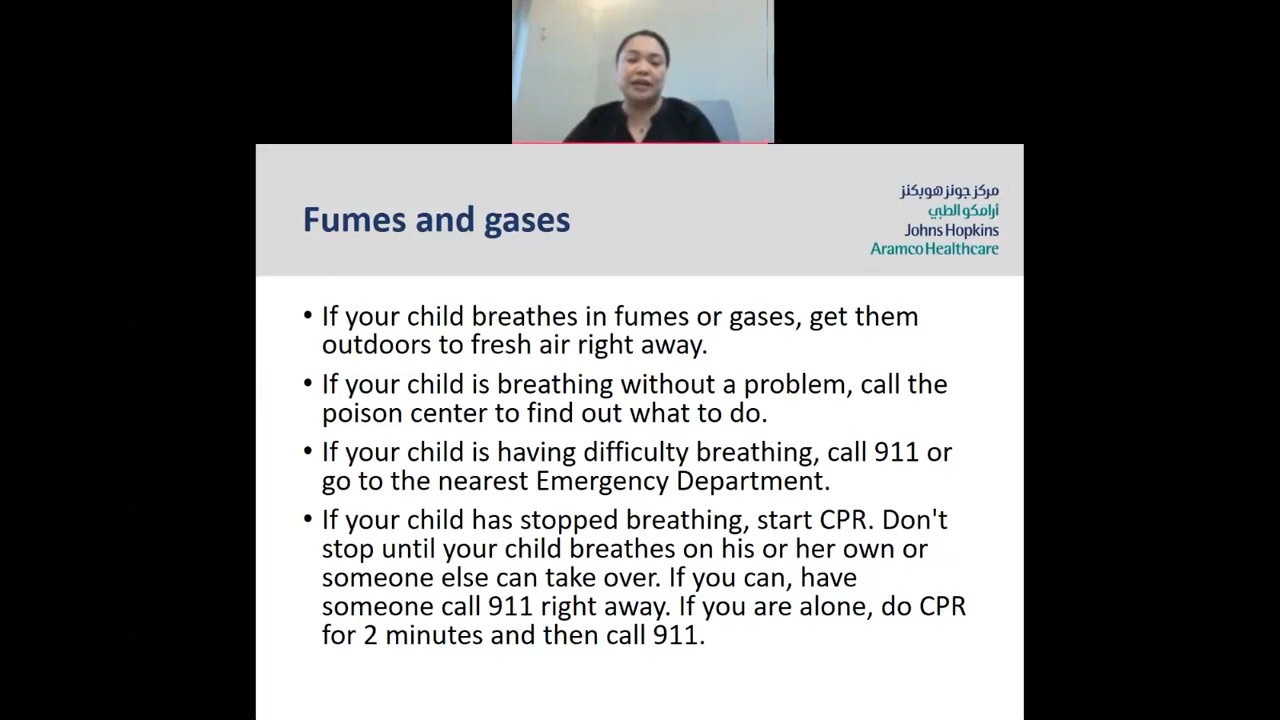 Fumes and gases
مركز جونز هوبكنز
أرامكو الطبي
Johns Hopkins
Aramco Healthcare
• If your child breathes in fumes or gases, get them
outdoors to fresh air right away.
• If your child is breathing without a problem, call the
poison center to find out what to do.
• If your child is having difficulty breathing, call 911 or
go to the nearest Emergency Department.
• If your child has stopped breathing, start CPR. Don't
stop until your child breathes on his or her own or
someone else can take over. If you can, have
someone call 911 right away. If you are alone, do CPR
for 2 minutes and then call 911.